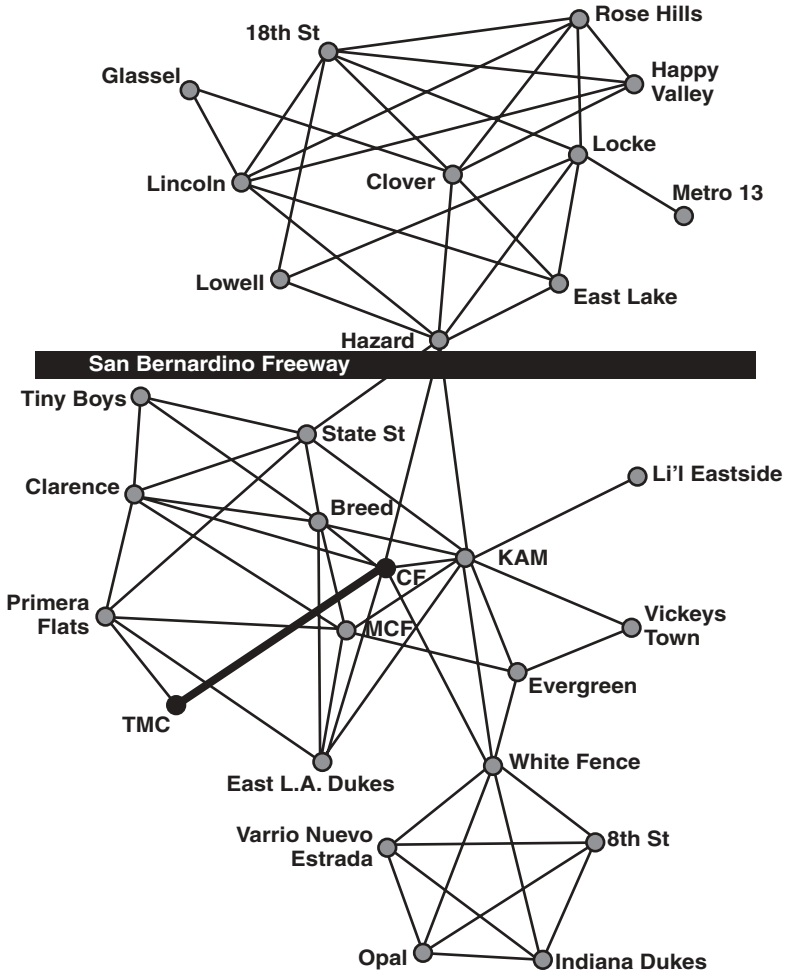 Rose Hills
18th St
Glassel
Happy
Valley
Locke
Lincoln
Clover
Metro 13
Lowell
East Lake
Hazard
San Bernardino Freeway
Tiny Boys
State St
Li’l Eastside
Clarence
Breed
KAM
CF
Primera
Flats
MCF
Vickeys
Town
Evergreen
TMC
White Fence
East L.A. Dukes
Varrio Nuevo
Estrada
8th St
Opal
Indiana Dukes